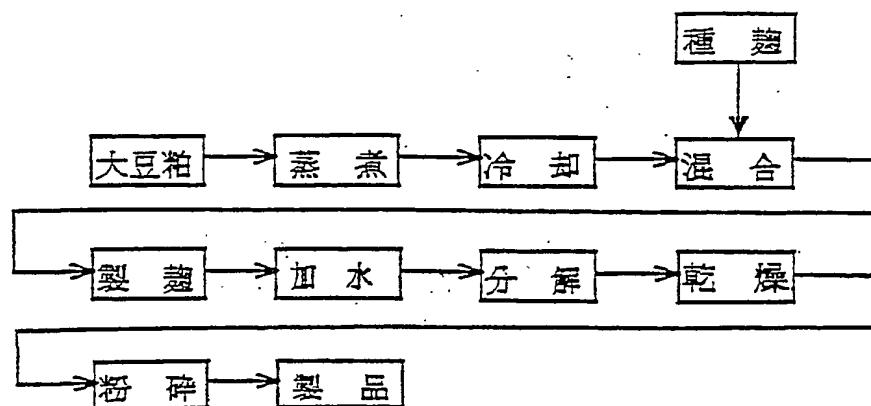 種麹
大豆粕 蒸煮 冷却 混合
製麹 加水 分解 乾燥
粉砕 製品